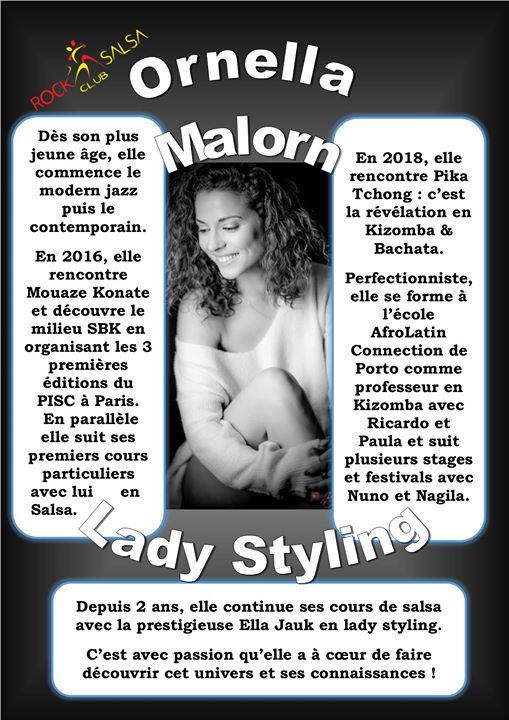 ROCK SALSA
CLUB
Ornella
Malorn
Dès son plus
jeune âge, elle
commence le
modern jazz
puis le
contemporain.
En 2016, elle
rencontre
Mouaze Konate
et découvre le
milieu SBK en
organisant les 3
premières
éditions du
PISC à Paris.
En parallèle
elle suit ses
premiers cours
particuliers
avec lui en
Salsa.
En 2018, elle
rencontre Pika
Tchong : c’est
la révélation en
Kizomba &
Bachata.
Perfectionniste,
elle se forme à
l’école
AfroLatin
Connection de
Porto comme
professeur en
Kizomba avec
Ricardo et
Paula et suit
plusieurs stages
et festivals avec
Nuno et Nagila.
Lady Styling
Depuis 2 ans, elle continue ses cours de salsa
avec la prestigieuse Ella Jauk en lady styling.
C’est avec passion qu’elle a à cœur de faire
découvrir cet univers et ses connaissances !